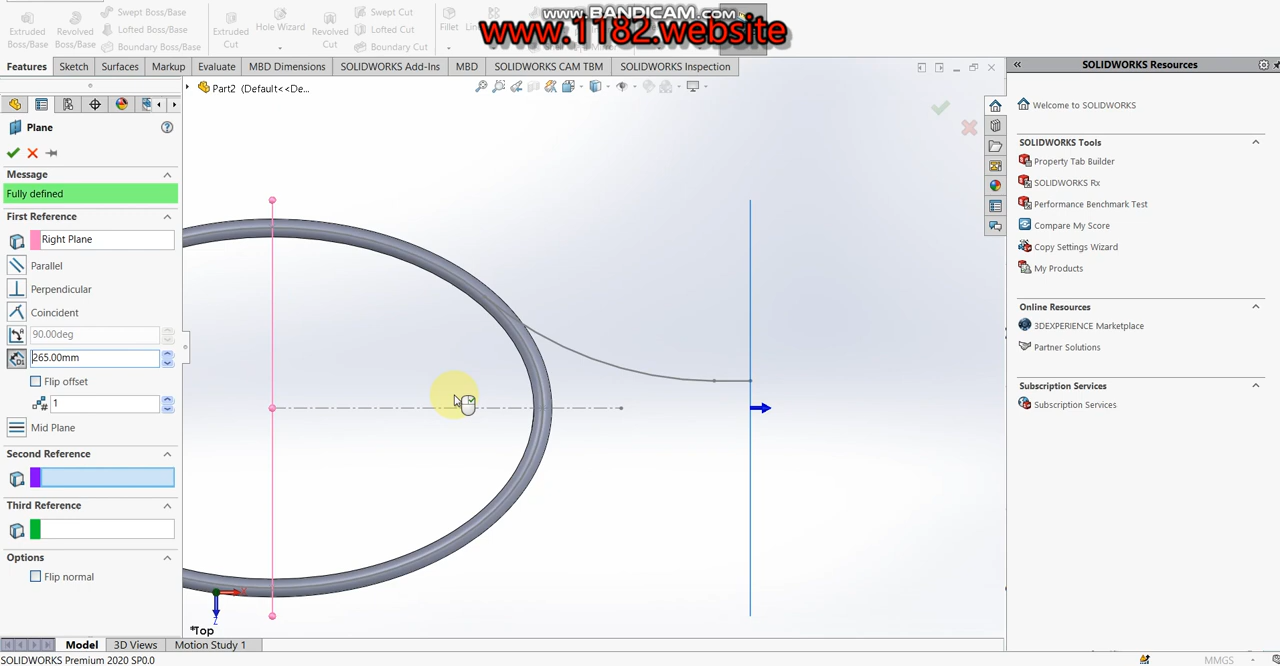 www.BANDICAM.com
www.1182.website
Extruded Boss/Base
Revolved Boss/Base
Swept Boss/Base
Lofted Boss/Base
Boundary Boss/Base
Extruded Cut
Hole Wizard
Revolved Cut
Swept Cut
Lofted Cut
Boundary Cut
Fillet
Features Sketch Surfaces Markup Evaluate MBD Dimensions SOLIDWORKS Add-Ins MBD SOLIDWORKS CAM TBM SOLIDWORKS Inspection
SOLIDWORKS Resources
Part2 (Default<<De...
Plane
Message
Fully defined
First Reference
Right Plane
Parallel
Perpendicular
Coincident
90.00deg
265.00mm
Flip offset
1
Mid Plane
Second Reference
Third Reference
Options
Flip normal
*Top
Welcome to SOLIDWORKS
SOLIDWORKS Tools
Property Tab Builder
SOLIDWORKS Rx
Performance Benchmark Test
Compare My Score
Copy Settings Wizard
My Products
Online Resources
3DEXPERIENCE Marketplace
Partner Solutions
Subscription Services
Subscription Services
Model 3D Views Motion Study 1
SOLIDWORKS Premium 2020 SP0.0
MMGS